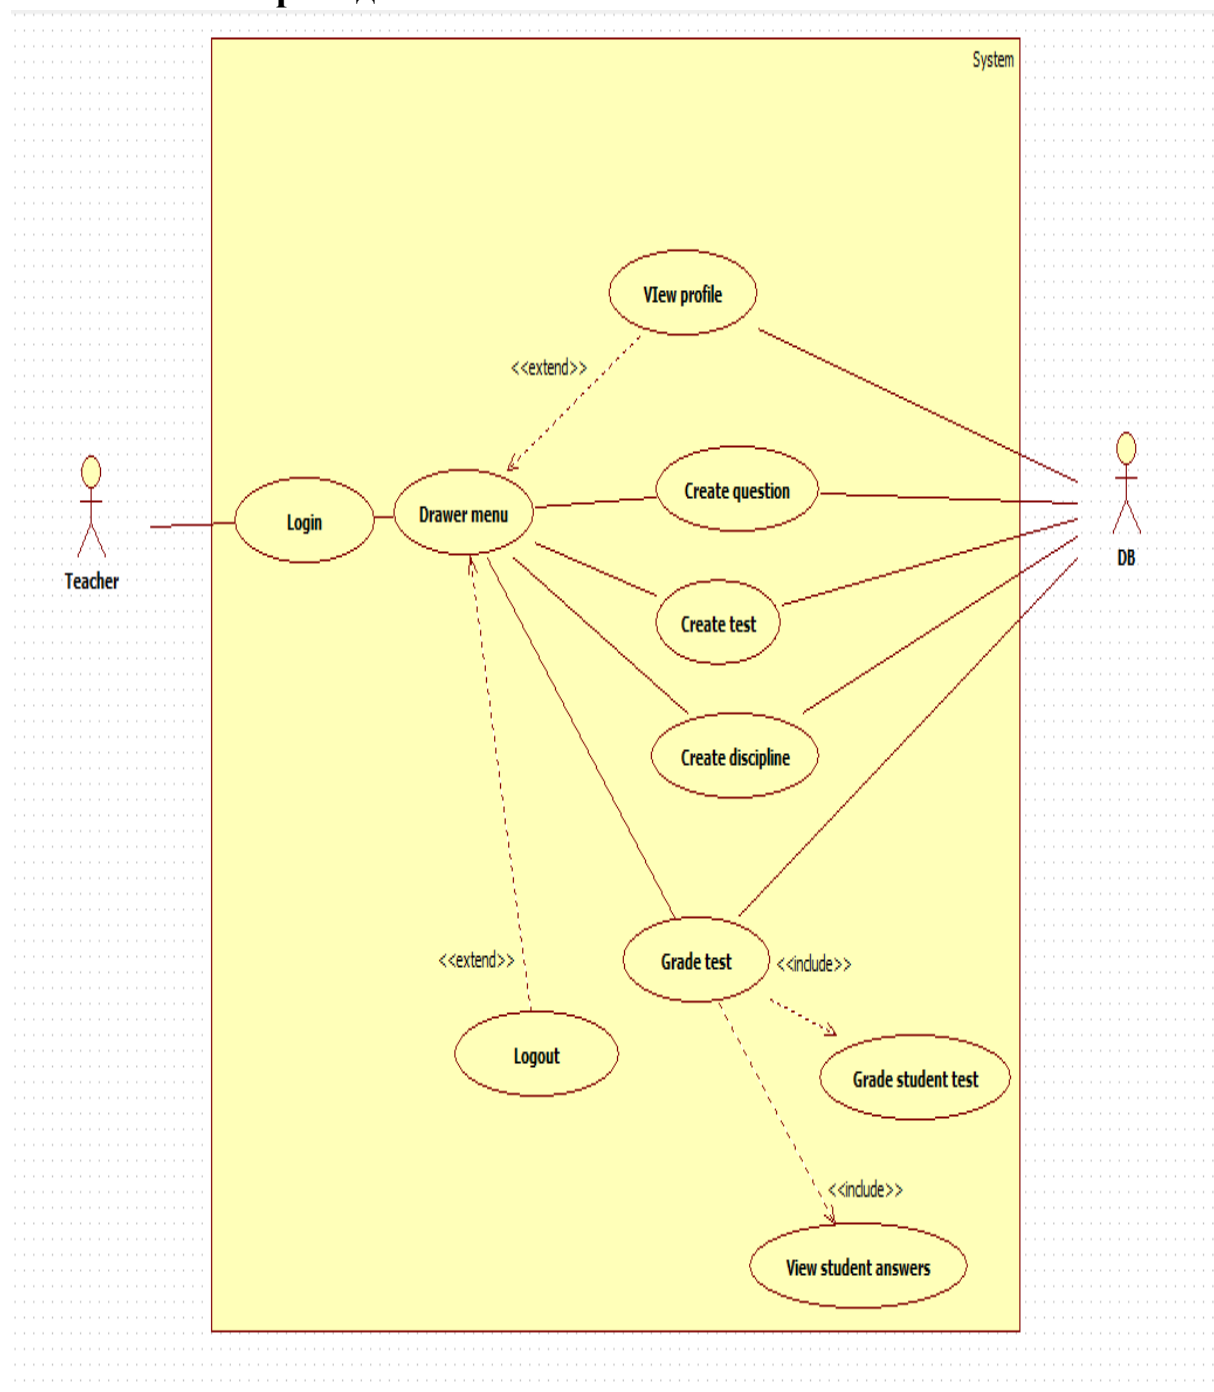 System
VIew profile
<<extend>>
Create question
Login
Drawer menu
DB
Teacher
Create test
Create discipline
<<extend>>
Grade test
<<include>>
Logout
Grade student test
<<include>>
View student answers